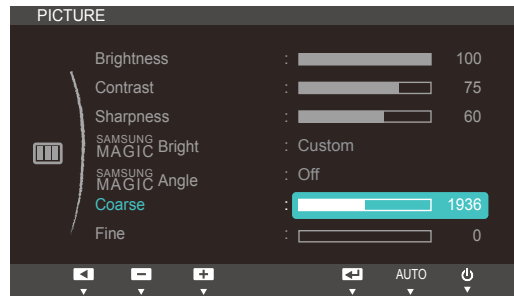 PICTURE
Brightness : 100
Contrast : 75
Sharpness : 60
SAMSUNG MAGIC Bright : Custom
SAMSUNG MAGIC Angle : Off
Coarse : 1936
Fine : 0
AUTO